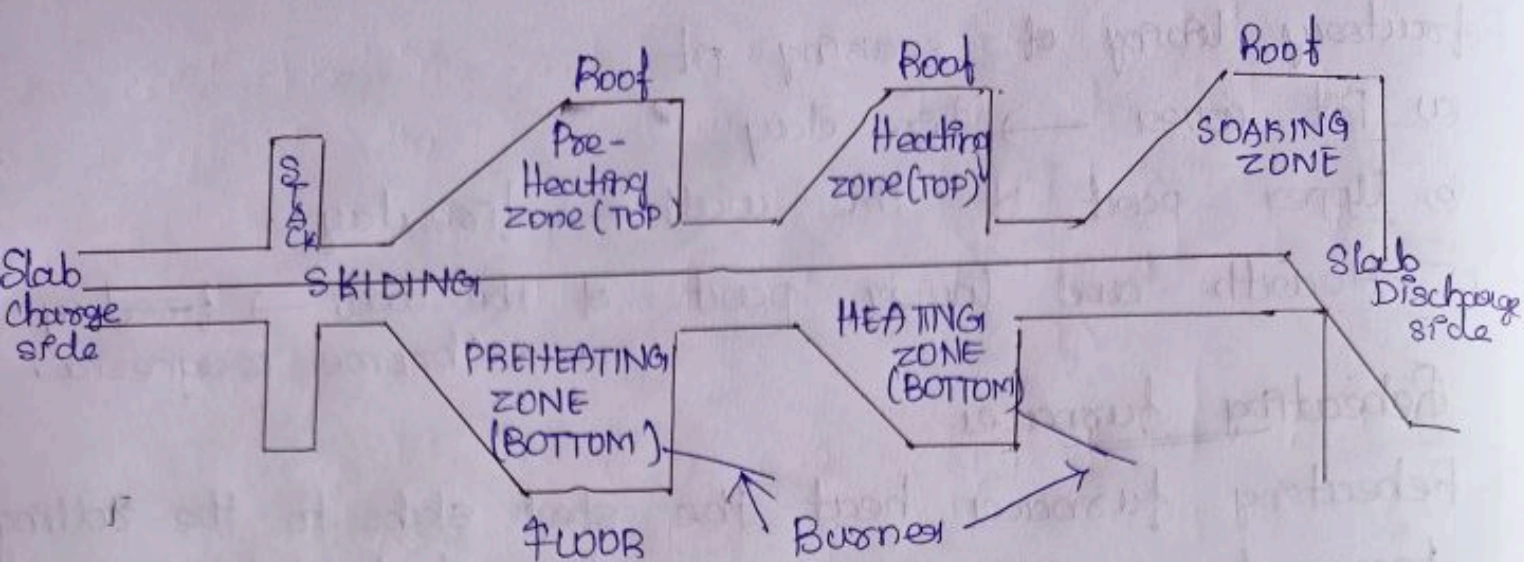 Roof
Roof
Roof
Pre-
Heating
zone (TOP)
Heating
zone (TOP)
SOAKING
ZONE
STACK
Slab
charge
side
SKIDING
Slab
Discharge
side
PREHEATING
ZONE
(BOTTOM)
HEATING
ZONE
(BOTTOM)
FLOOR
Burner